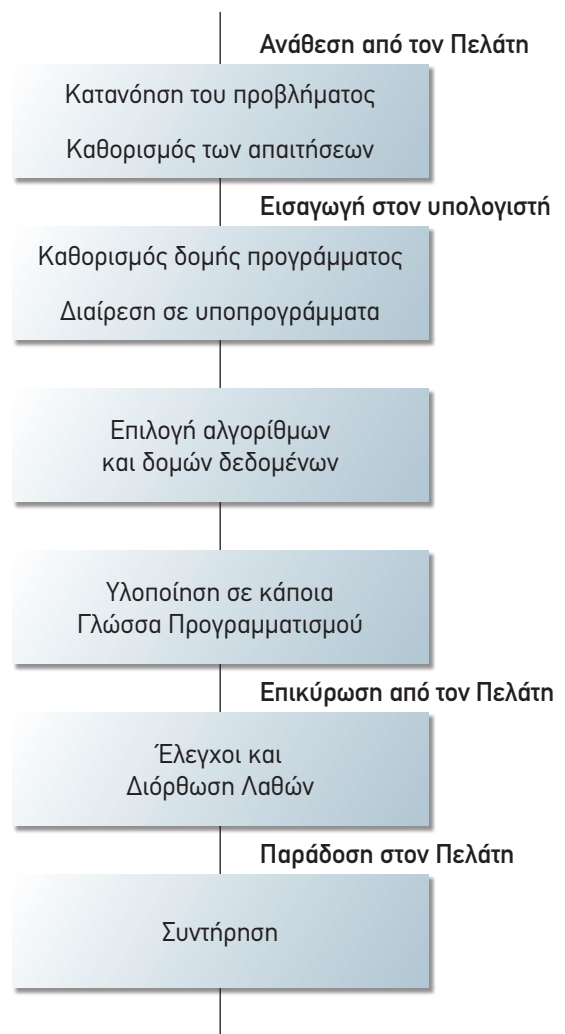 Ανάθεση από τον Πελάτη
Κατανόηση του προβλήματος
Καθορισμός των απαιτήσεων
Εισαγωγή στον υπολογιστή
Καθορισμός δομής προγράμματος
Διαίρεση σε υποπρογράμματα
Επιλογή αλγορίθμων
και δομών δεδομένων
Υλοποίηση σε κάποια
Γλώσσα Προγραμματισμού
Επικύρωση από τον Πελάτη
Έλεγχοι και
Διόρθωση Λαθών
Παράδοση στον Πελάτη
Συντήρηση